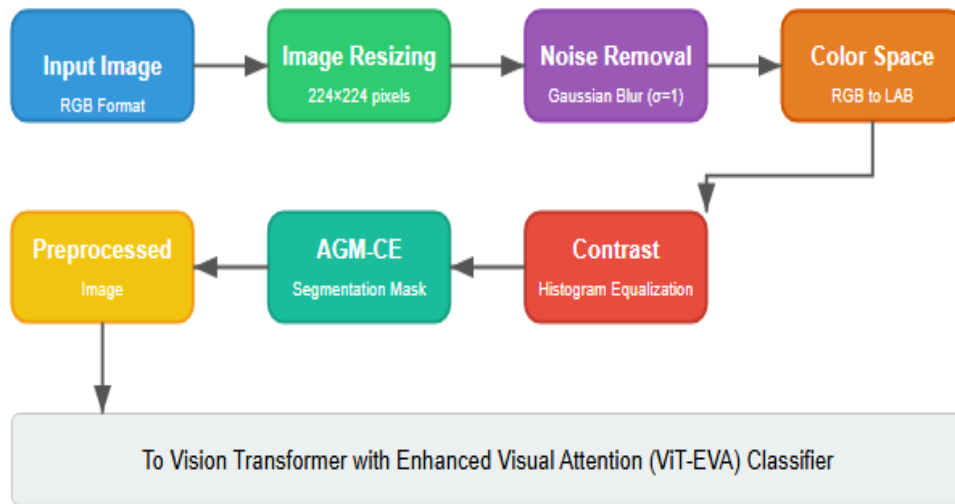 Input Image
RGB Format
Image Resizing
224×224 pixels
Noise Removal
Gaussian Blur (σ=1)
Color Space
RGB to LAB
Preprocessed
Image
AGM-CE
Segmentation Mask
Contrast
Histogram Equalization
To Vision Transformer with Enhanced Visual Attention (ViT-EVA) Classifier